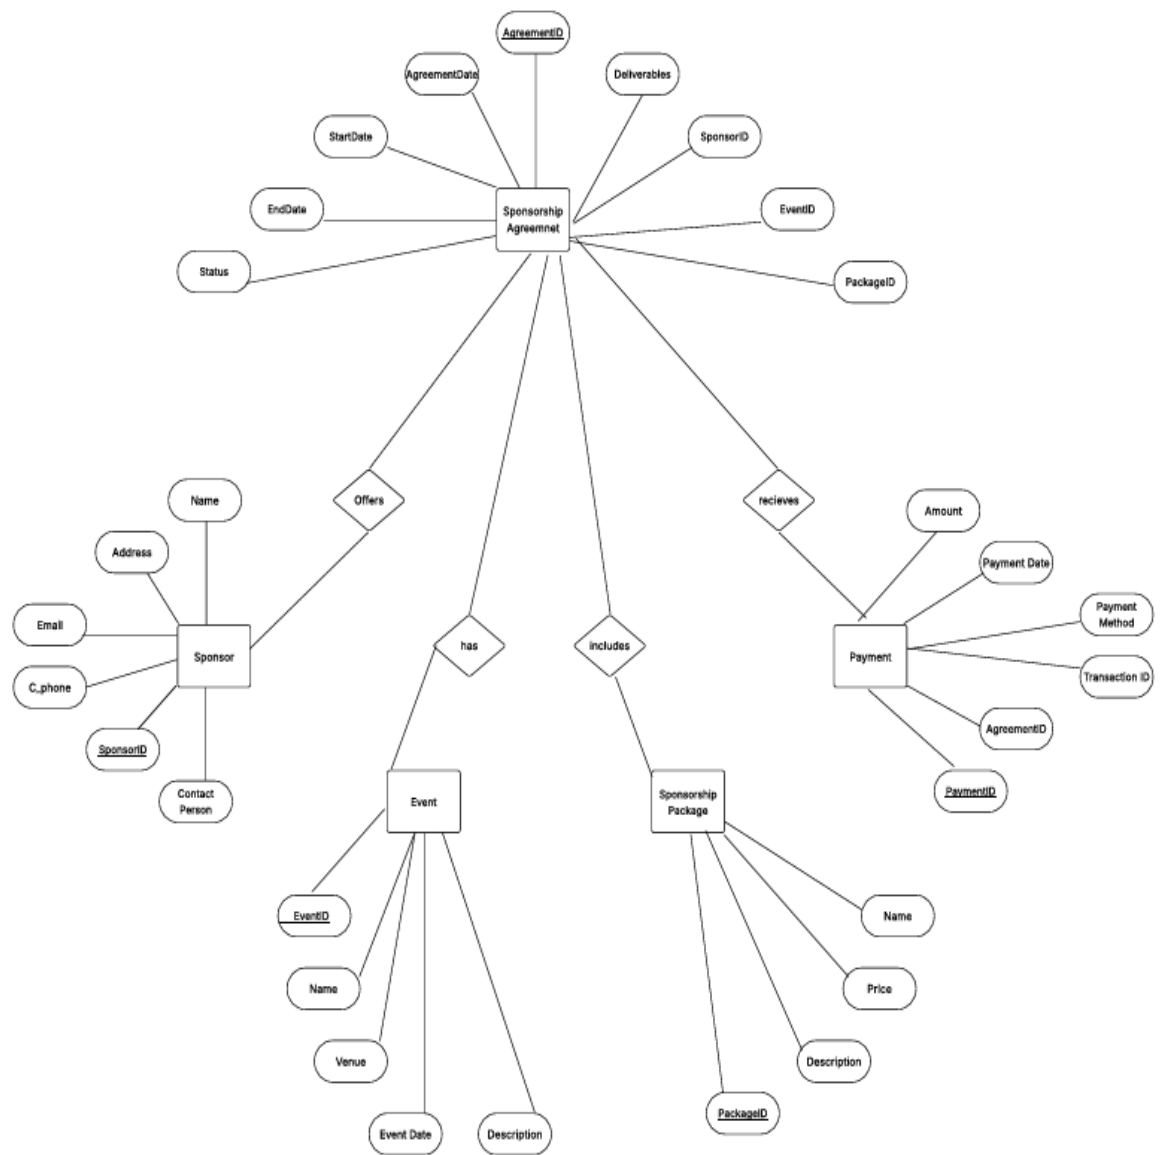 AgreementID
AgreementDate
Deliverables
StartDate
SponsorID
EndDate
Sponsorship
Agreemnet
EventID
Status
PackageID
Name
Offers
recieves
Amount
Address
Payment Date
Email
Payment
Method
Sponsor
has
includes
Payment
C_phone
Transaction ID
SponsorID
AgreementID
Contact
Person
Event
Sponsorship
Package
PaymentID
EventID
Name
Name
Price
Venue
Description
Event Date
Description
PackageID